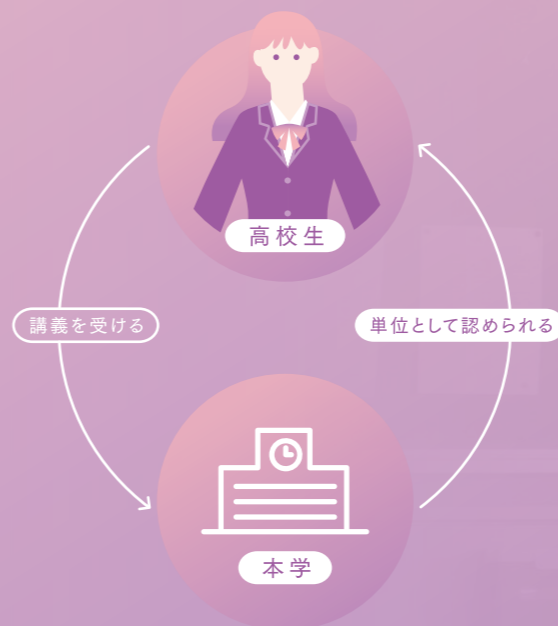 高校生
講義を受ける
単位として認められる
本学